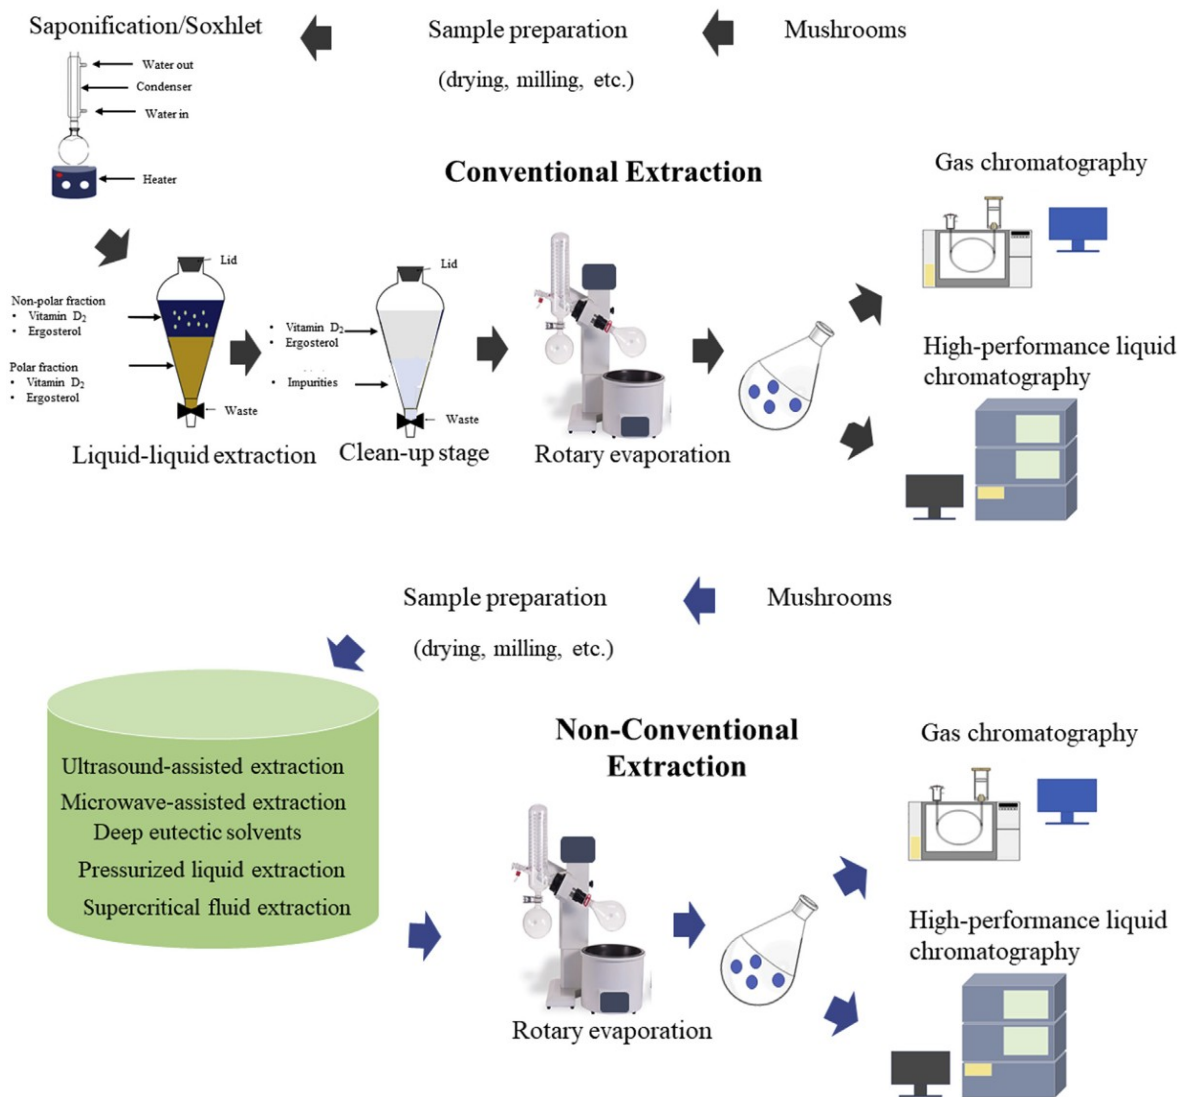 Saponification/Soxhlet
Sample preparation
(drying, milling, etc.)
Mushrooms
Water out
Condenser
Water in
Heater
Conventional Extraction
Gas chromatography
Lid
Non-polar fraction
• Vitamin D₂
• Ergosterol
Polar fraction
• Vitamin D₂
• Ergosterol
Waste
Liquid-liquid extraction
Lid
• Vitamin D₂
• Ergosterol
• Impurities
Waste
Clean-up stage
Rotary evaporation
High-performance liquid
chromatography
Sample preparation
(drying, milling, etc.)
Mushrooms
Ultrasound-assisted extraction
Microwave-assisted extraction
Deep eutectic solvents
Pressurized liquid extraction
Supercritical fluid extraction
Non-Conventional
Extraction
Rotary evaporation
Gas chromatography
High-performance liquid
chromatography